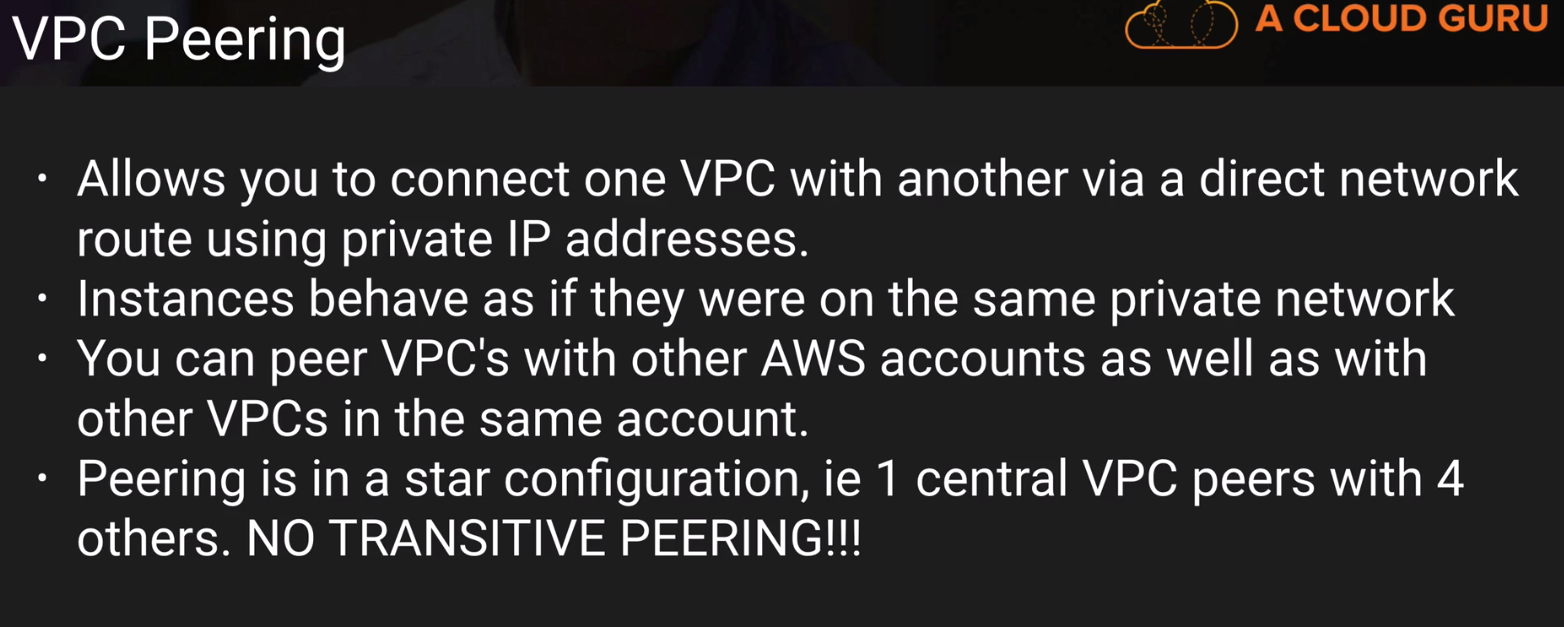 VPC Peering
A CLOUD GURU
• Allows you to connect one VPC with another via a direct network
route using private IP addresses.
• Instances behave as if they were on the same private network
• You can peer VPC's with other AWS accounts as well as with
other VPCs in the same account.
• Peering is in a star configuration, ie 1 central VPC peers with 4
others. NO TRANSITIVE PEERING!!!